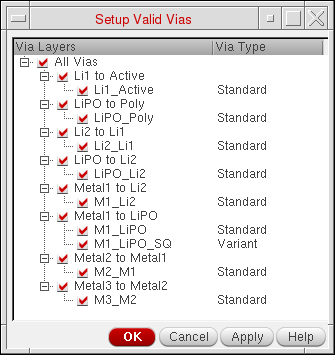 Setup Valid Vias
Via Layers Via Type
All Vias
Li1 to Active
Li1_Active Standard
LiPO to Poly
LiPO_Poly Standard
Li2 to Li1
Li2_Li1 Standard
LiPO to Li2
LiPO_Li2 Standard
Metal1 to Li2
M1_Li2 Standard
Metal1 to LiPO
M1_LiPO Standard
M1_LiPO_SQ Variant
Metal2 to Metal1
M2_M1 Standard
Metal3 to Metal2
M3_M2 Standard
OK Cancel Apply Help